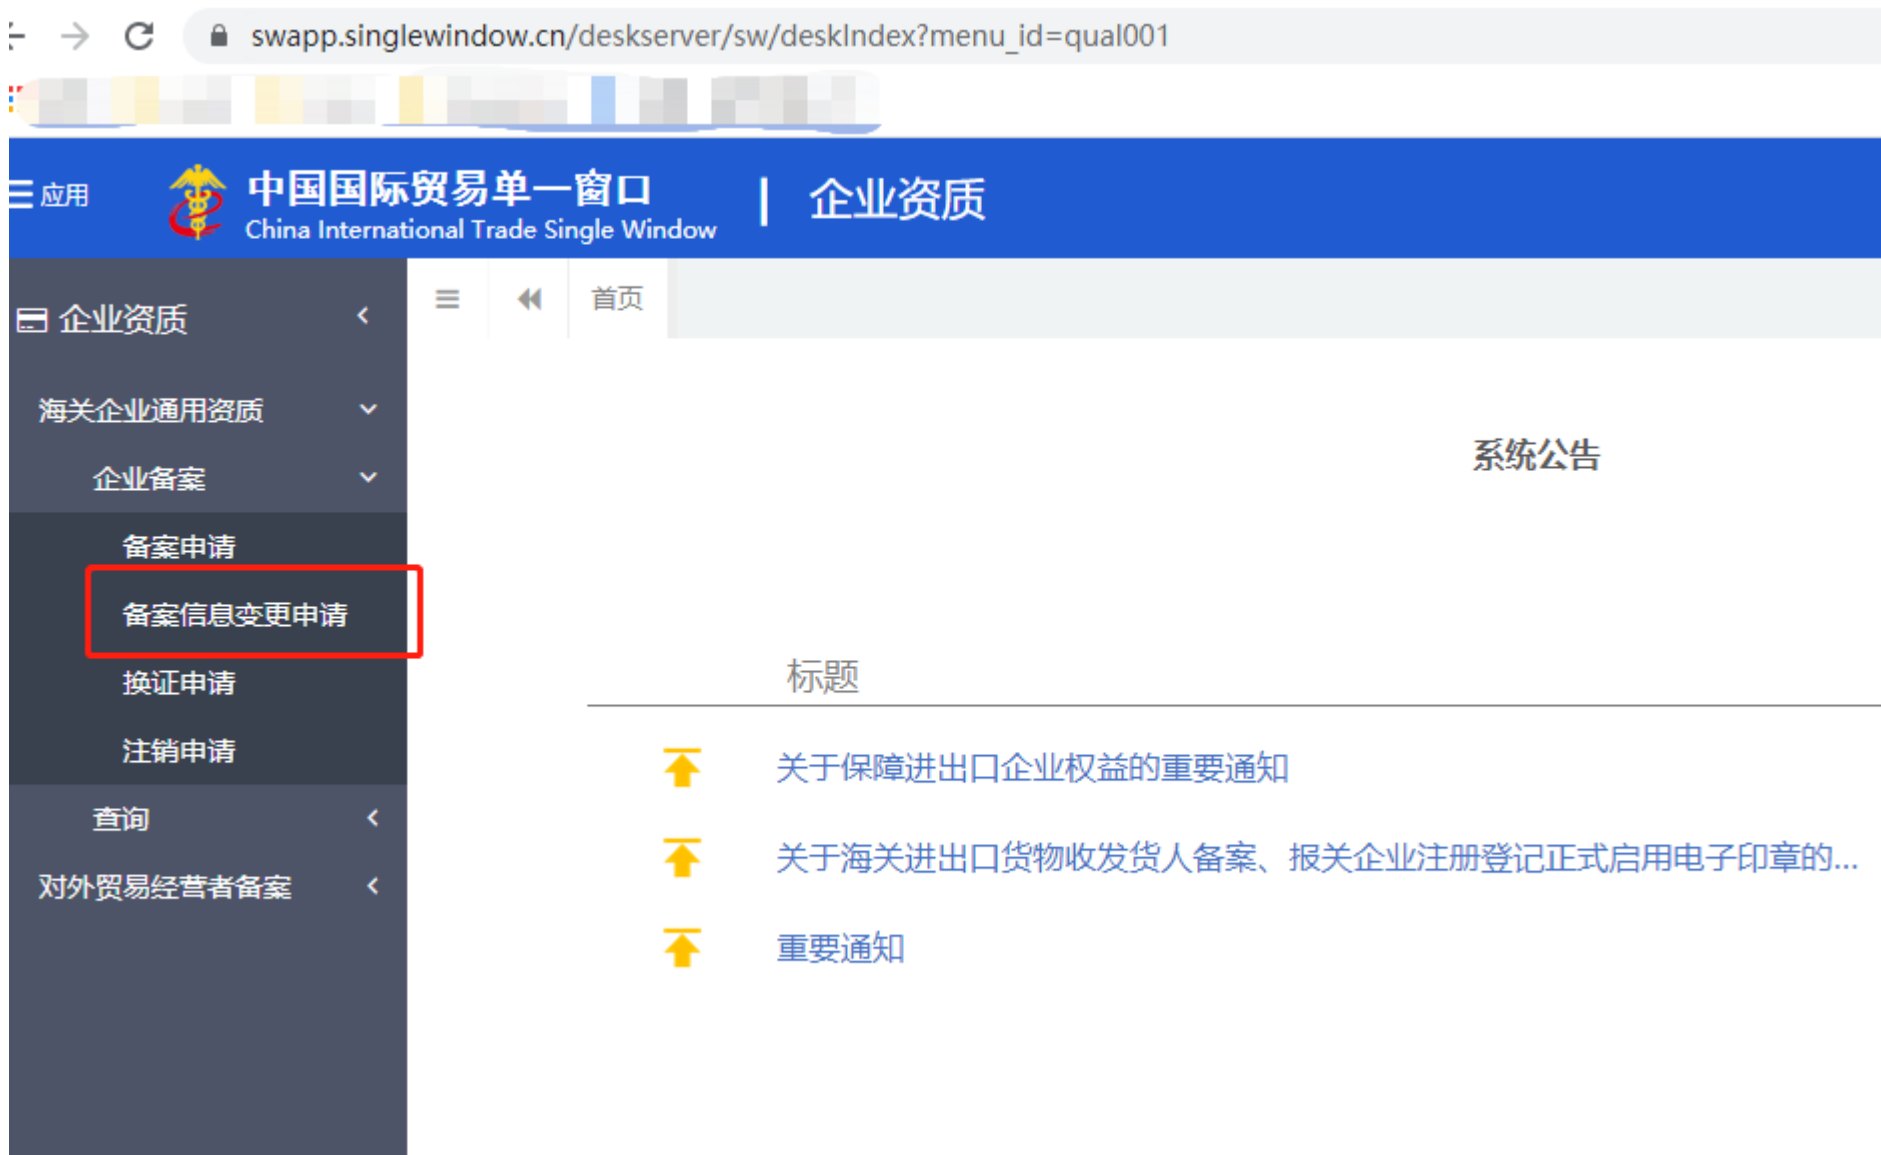 swapp.singlewindow.cn/deskserver/sw/deskIndex?menu_id=qual001
应用
中国国际贸易单一窗口
China International Trade Single Window
企业资质
企业资质
首页
海关企业通用资质
企业备案
备案申请
备案信息变更申请
换证申请
注销申请
查询
对外贸易经营者备案
系统公告
标题
关于保障进出口企业权益的重要通知
关于海关进出口货物收发货人备案、报关企业注册登记正式启用电子印章的...
重要通知